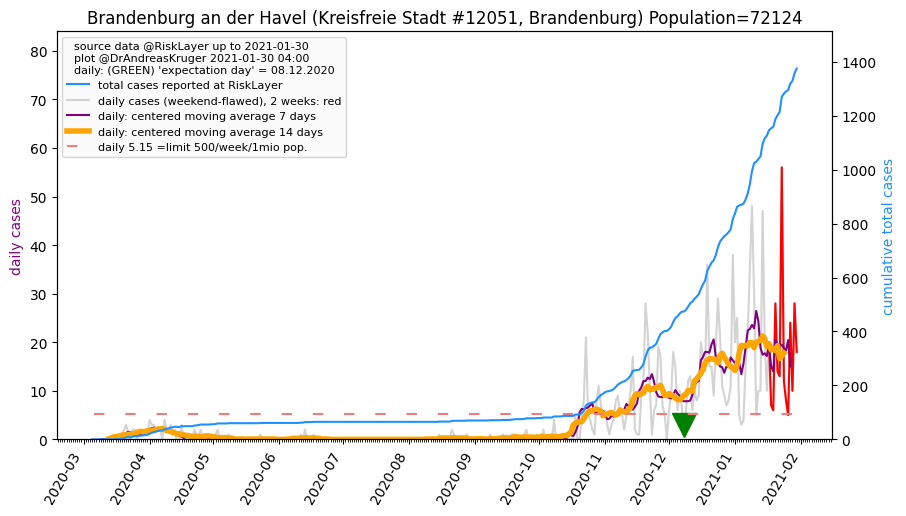 Brandenburg an der Havel (Kreisfreie Stadt #12051, Brandenburg) Population=72124
source data @RiskLayer up to 2021-01-30
plot @DrAndreasKruger 2021-01-30 04:00
daily: (GREEN) 'expectation day' = 08.12.2020
total cases reported at RiskLayer
daily cases (weekend-flawed), 2 weeks: red
daily: centered moving average 7 days
daily: centered moving average 14 days
daily 5.15 =limit 500/week/1mio pop.
daily cases
80
70
60
50
40
30
20
10
0
cumulative total cases
1400
1200
1000
800
600
400
200
0
2020-03
2020-04
2020-05
2020-06
2020-07
2020-08
2020-09
2020-10
2020-11
2020-12
2021-01
2021-02